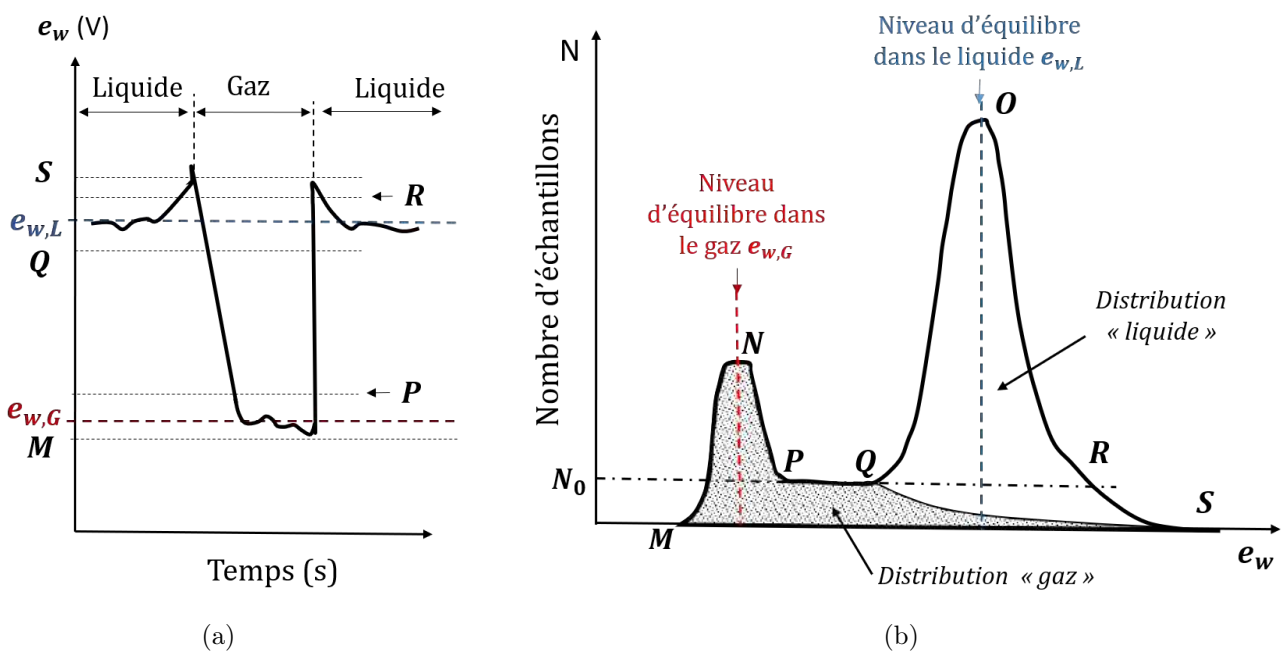 e_w (V)
Liquide
Gaz
Liquide
S
R
e_w,L
Q
P
e_w,G
M
Temps (s)
(a)
N
Nombre d'échantillons
Niveau d'équilibre
dans le liquide e_w,L
O
Niveau
d'équilibre dans
le gaz e_w,G
N
Distribution
« liquide »
P
Q
R
N_0
S
M
e_w
Distribution « gaz »
(b)